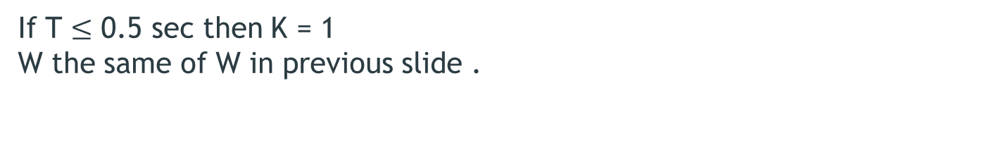 If T ≤ 0.5 sec then K = 1
W the same of W in previous slide .